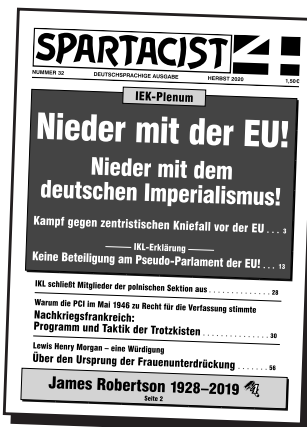 SPARTACIST
NUMMER 32 DEUTSCHSPRACHIGE AUSGABE HERBST 2020 1,50€
IEK-Plenum
Nieder mit der EU!
Nieder mit dem
deutschen Imperialismus!
Kampf gegen zentristischen Kniefall vor der EU . . . 3
IKL-Erklärung
Keine Beteiligung am Pseudo-Parlament der EU! . . . 13
IKL schließt Mitglieder der polnischen Sektion aus . . . . . . . . . . . . . . 28
Warum die PCI im Mai 1946 zu Recht für die Verfassung stimmte
Nachkriegsfrankreich:
Programm und Taktik der Trotzkisten . . . . . . . . . . . . . . 30
Lewis Henry Morgan – eine Würdigung
Über den Ursprung der Frauenunterdrückung . . . . . . . 56
James Robertson 1928–2019
Seite 2